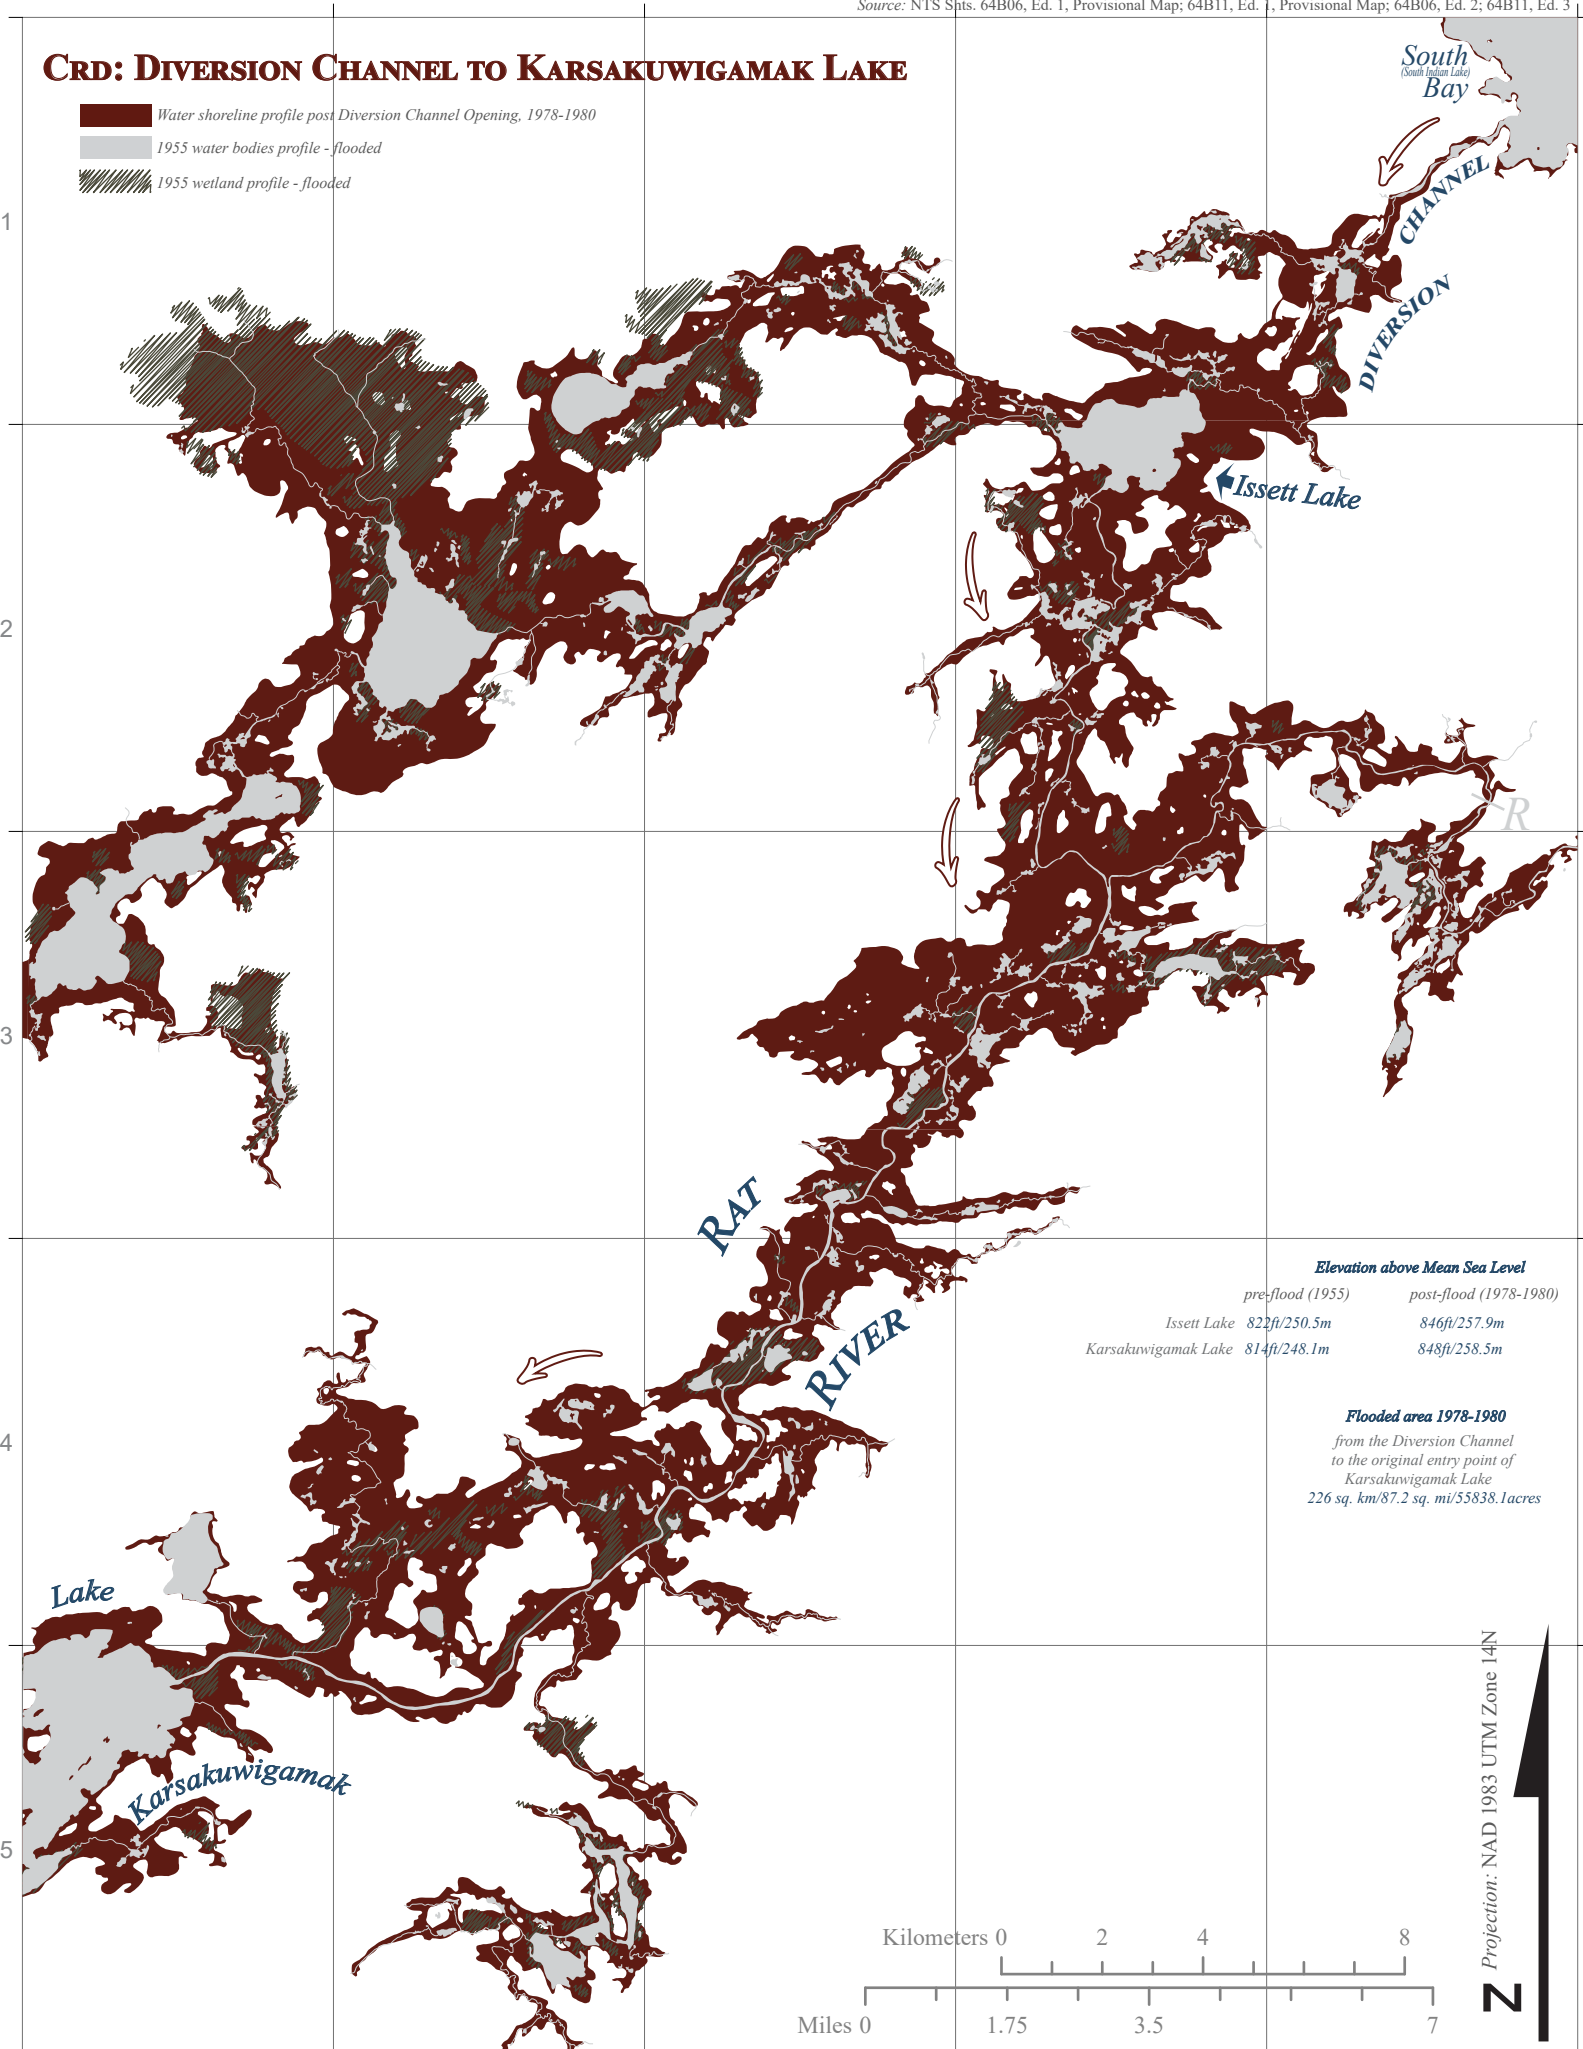 Source: NTS Shts. 64B06, Ed. 1, Provisional Map; 64B11, Ed. 1, Provisional Map; 64B06, Ed. 2; 64B11, Ed. 3
CRD: DIVERSION CHANNEL TO KARSAKUWIGAMAK LAKE
Water shoreline profile post Diversion Channel Opening, 1978-1980
1955 water bodies profile - flooded
1955 wetland profile - flooded
South
(South Indian Lake)
Bay
CHANNEL
DIVERSION
1
Issett Lake
2
R
3
RAT
RIVER
Elevation above Mean Sea Level
pre-flood (1955) post-flood (1978-1980)
Issett Lake 822ft/250.5m 846ft/257.9m
Karsakuwigamak Lake 814ft/248.1m 848ft/258.5m
Flooded area 1978-1980
from the Diversion Channel
to the original entry point of
Karsakuwigamak Lake
226 sq. km/87.2 sq. mi/55838.1acres
4
Lake
Karsakuwigamak
5
Kilometers 0 2 4 8
Miles 0 1.75 3.5 7
Projection: NAD 1983 UTM Zone 14N
N